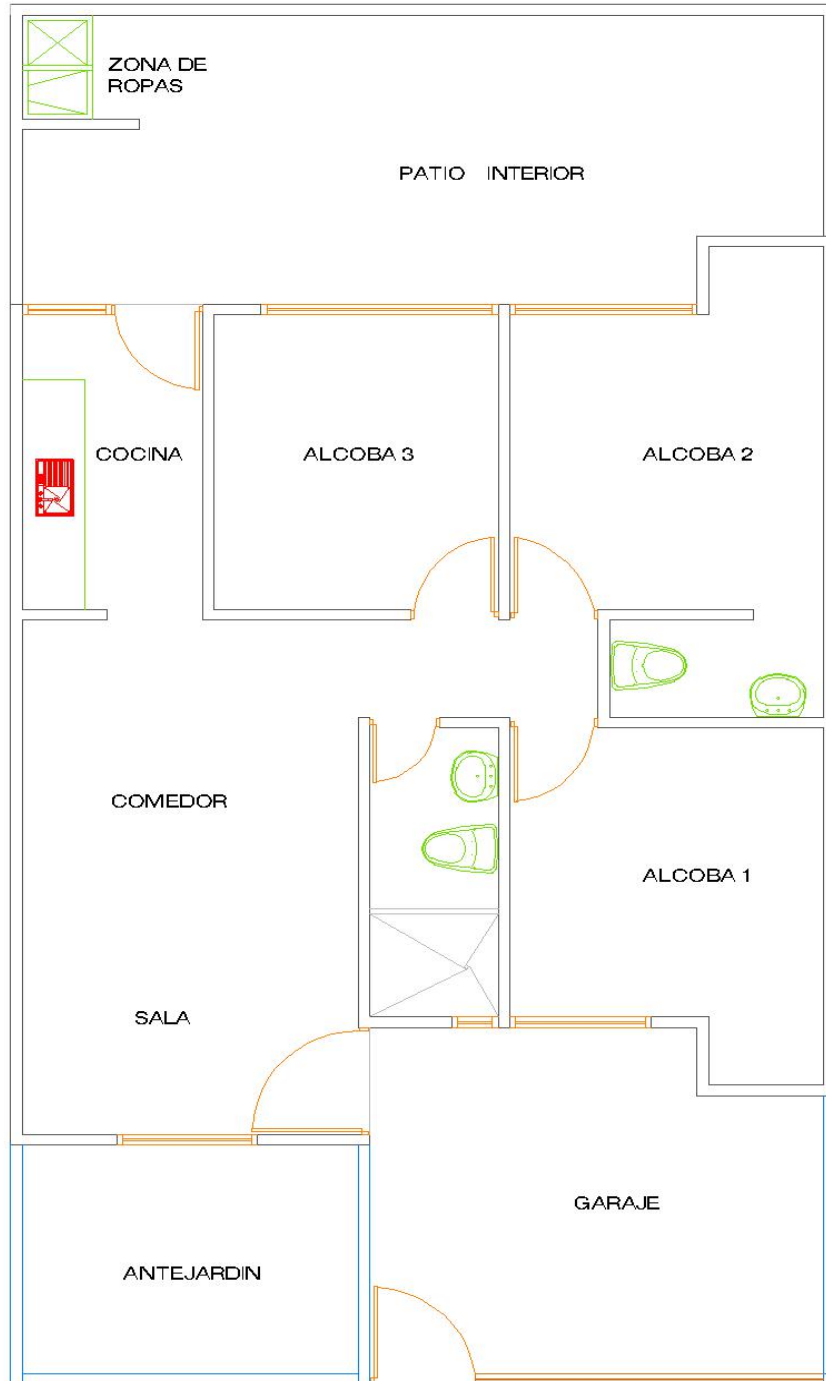 ZONA DE
ROPAS
PATIO INTERIOR
COCINA
ALCOBA 3
ALCOBA 2
COMEDOR
ALCOBA 1
SALA
GARAJE
ANTEJARDIN